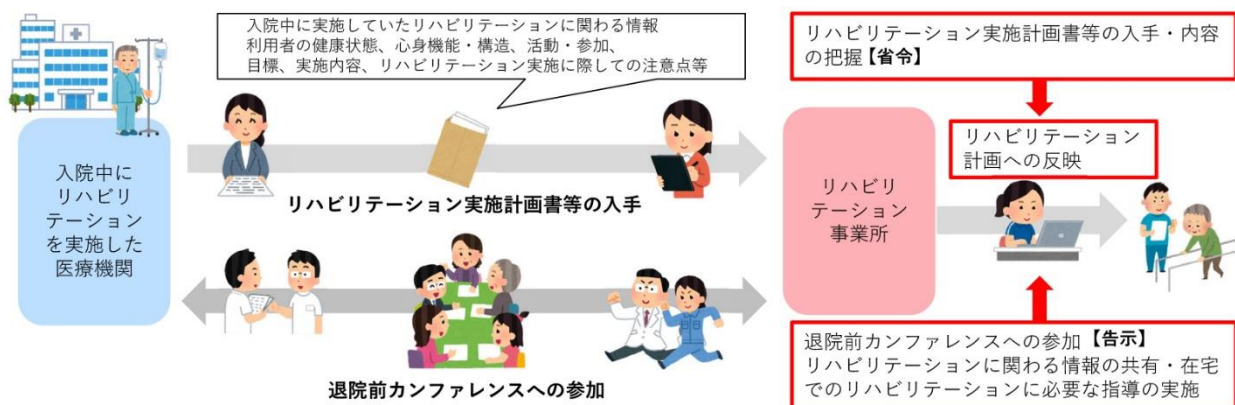 入院中に実施していたリハビリテーションに関わる情報
利用者の健康状態、心身機能・構造、活動・参加、
目標、実施内容、リハビリテーション実施に際しての注意点等
リハビリテーション実施計画書等の入手・内容
の把握【省令】
リハビリテーション
計画への反映
入院中に
リハビリ
テーション
を実施した
医療機関
リハビリテーション実施計画書等の入手
リハビリ
テーション
事業所
退院前カンファレンスへの参加
退院前カンファレンスへの参加【告示】
リハビリテーションに関わる情報の共有・在宅
でのリハビリテーションに必要な指導の実施